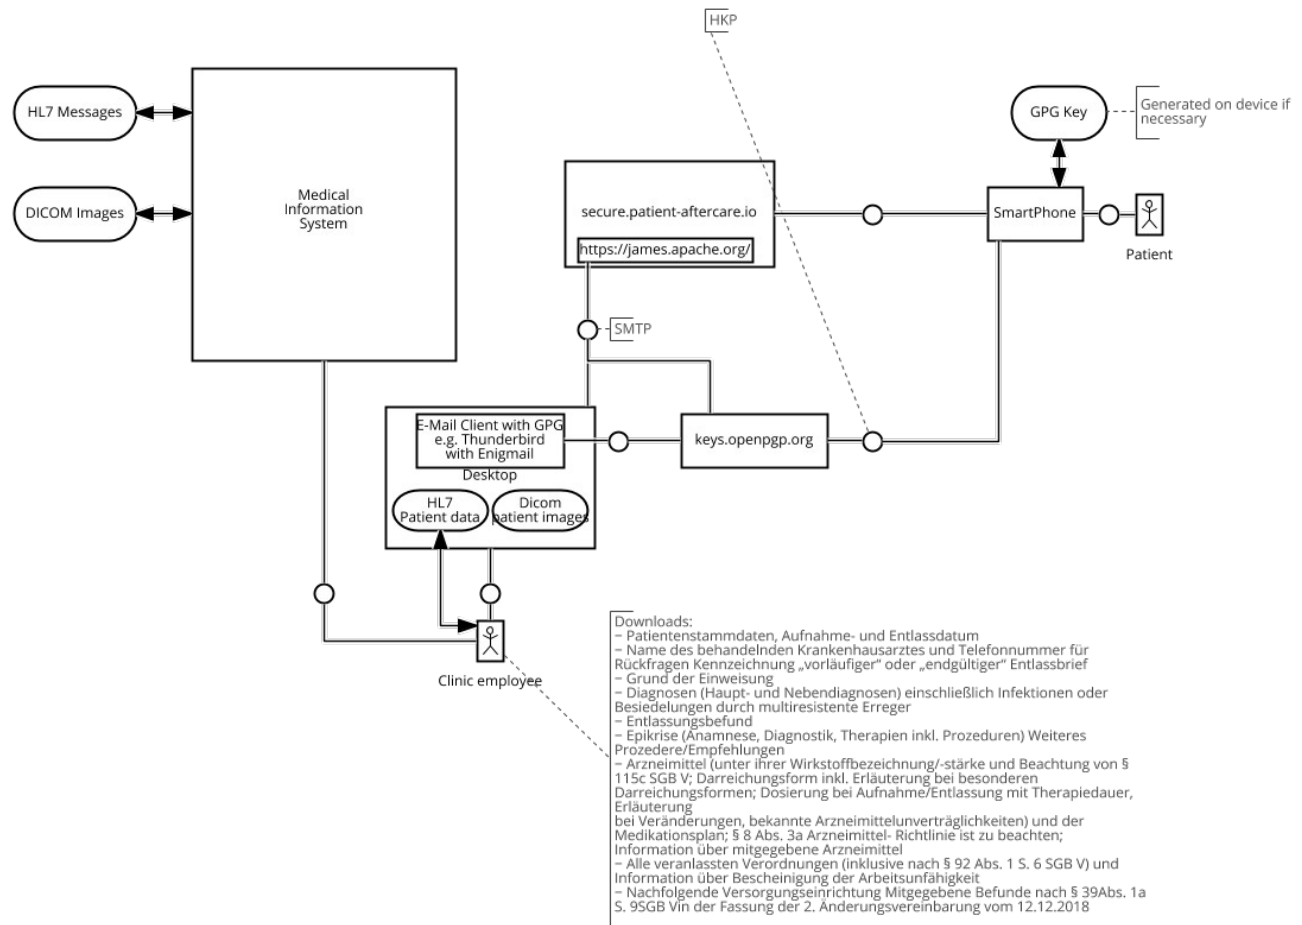 HKP
HL7 Messages
DICOM Images
Medical
Information
System
secure.patient-aftercare.io
https://james.apache.org/
SMTP
GPG Key
Generated on device if
necessary
SmartPhone
Patient
E-Mail Client with GPG
e.g. Thunderbird
with Enigmail
Desktop
HL7
Patient data
Dicom
patient images
keys.openpgp.org
Clinic employee
Downloads:
– Patientenstammdaten, Aufnahme- und Entlassdatum
– Name des behandelnden Krankenhausarztes und Telefonnummer für
Rückfragen Kennzeichnung „vorläufiger“ oder „endgültiger“ Entlassbrief
– Grund der Einweisung
– Diagnosen (Haupt- und Nebendiagnosen) einschließlich Infektionen oder
Besiedelungen durch multiresistente Erreger
– Entlassungsbefund
– Epikrise (Anamnese, Diagnostik, Therapien inkl. Prozeduren) Weiteres
Prozedere/Empfehlungen
– Arzneimittel (unter ihrer Wirkstoffbezeichnung/-stärke und Beachtung von §
115c SGB V; Darreichungsform inkl. Erläuterung bei besonderen
Darreichungsformen; Dosierung bei Aufnahme/Entlassung mit Therapiedauer,
Erläuterung
bei Veränderungen, bekannte Arzneimittelunverträglichkeiten) und der
Medikationsplan; § 8 Abs. 3a Arzneimittel- Richtlinie ist zu beachten;
Information über mitgegebene Arzneimittel
– Alle veranlassten Verordnungen (inklusive nach § 92 Abs. 1 S. 6 SGB V) und
Information über Bescheinigung der Arbeitsunfähigkeit
– Nachfolgende Versorgungseinrichtung Mitgegebene Befunde nach § 39Abs. 1a
S. 9SGB Vin der Fassung der 2. Änderungsvereinbarung vom 12.12.2018